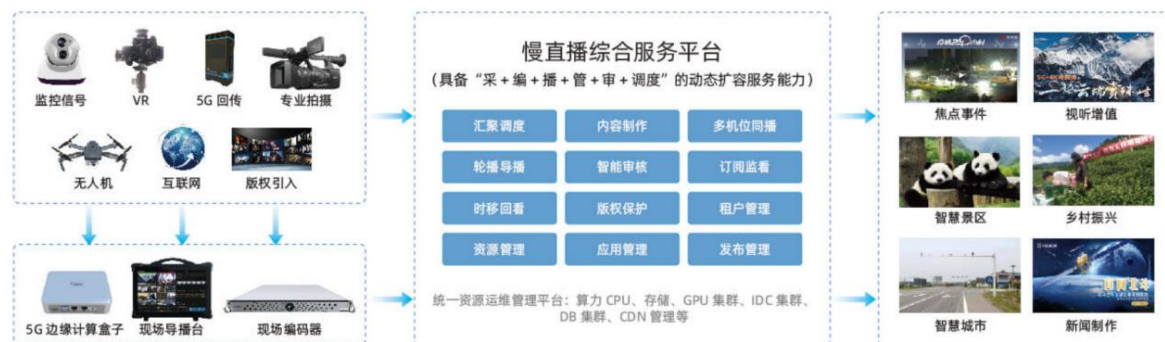 监控信号
VR
5G 回传
专业拍摄
无人机
互联网
版权引入
5G 边缘计算盒子
现场导播台
现场编码器
慢直播综合服务平台
(具备“采+编+播+管+审+调度”的动态扩容服务能力)
汇聚调度
内容制作
多机位同播
轮播导播
智能审核
订阅监看
时移回看
版权保护
租户管理
资源管理
应用管理
发布管理
统一资源运维管理平台:算力 CPU、存储、GPU 集群、IDC 集群、
DB 集群、CDN 管理等
焦点事件
视听增值
智慧景区
乡村振兴
智慧城市
新闻制作